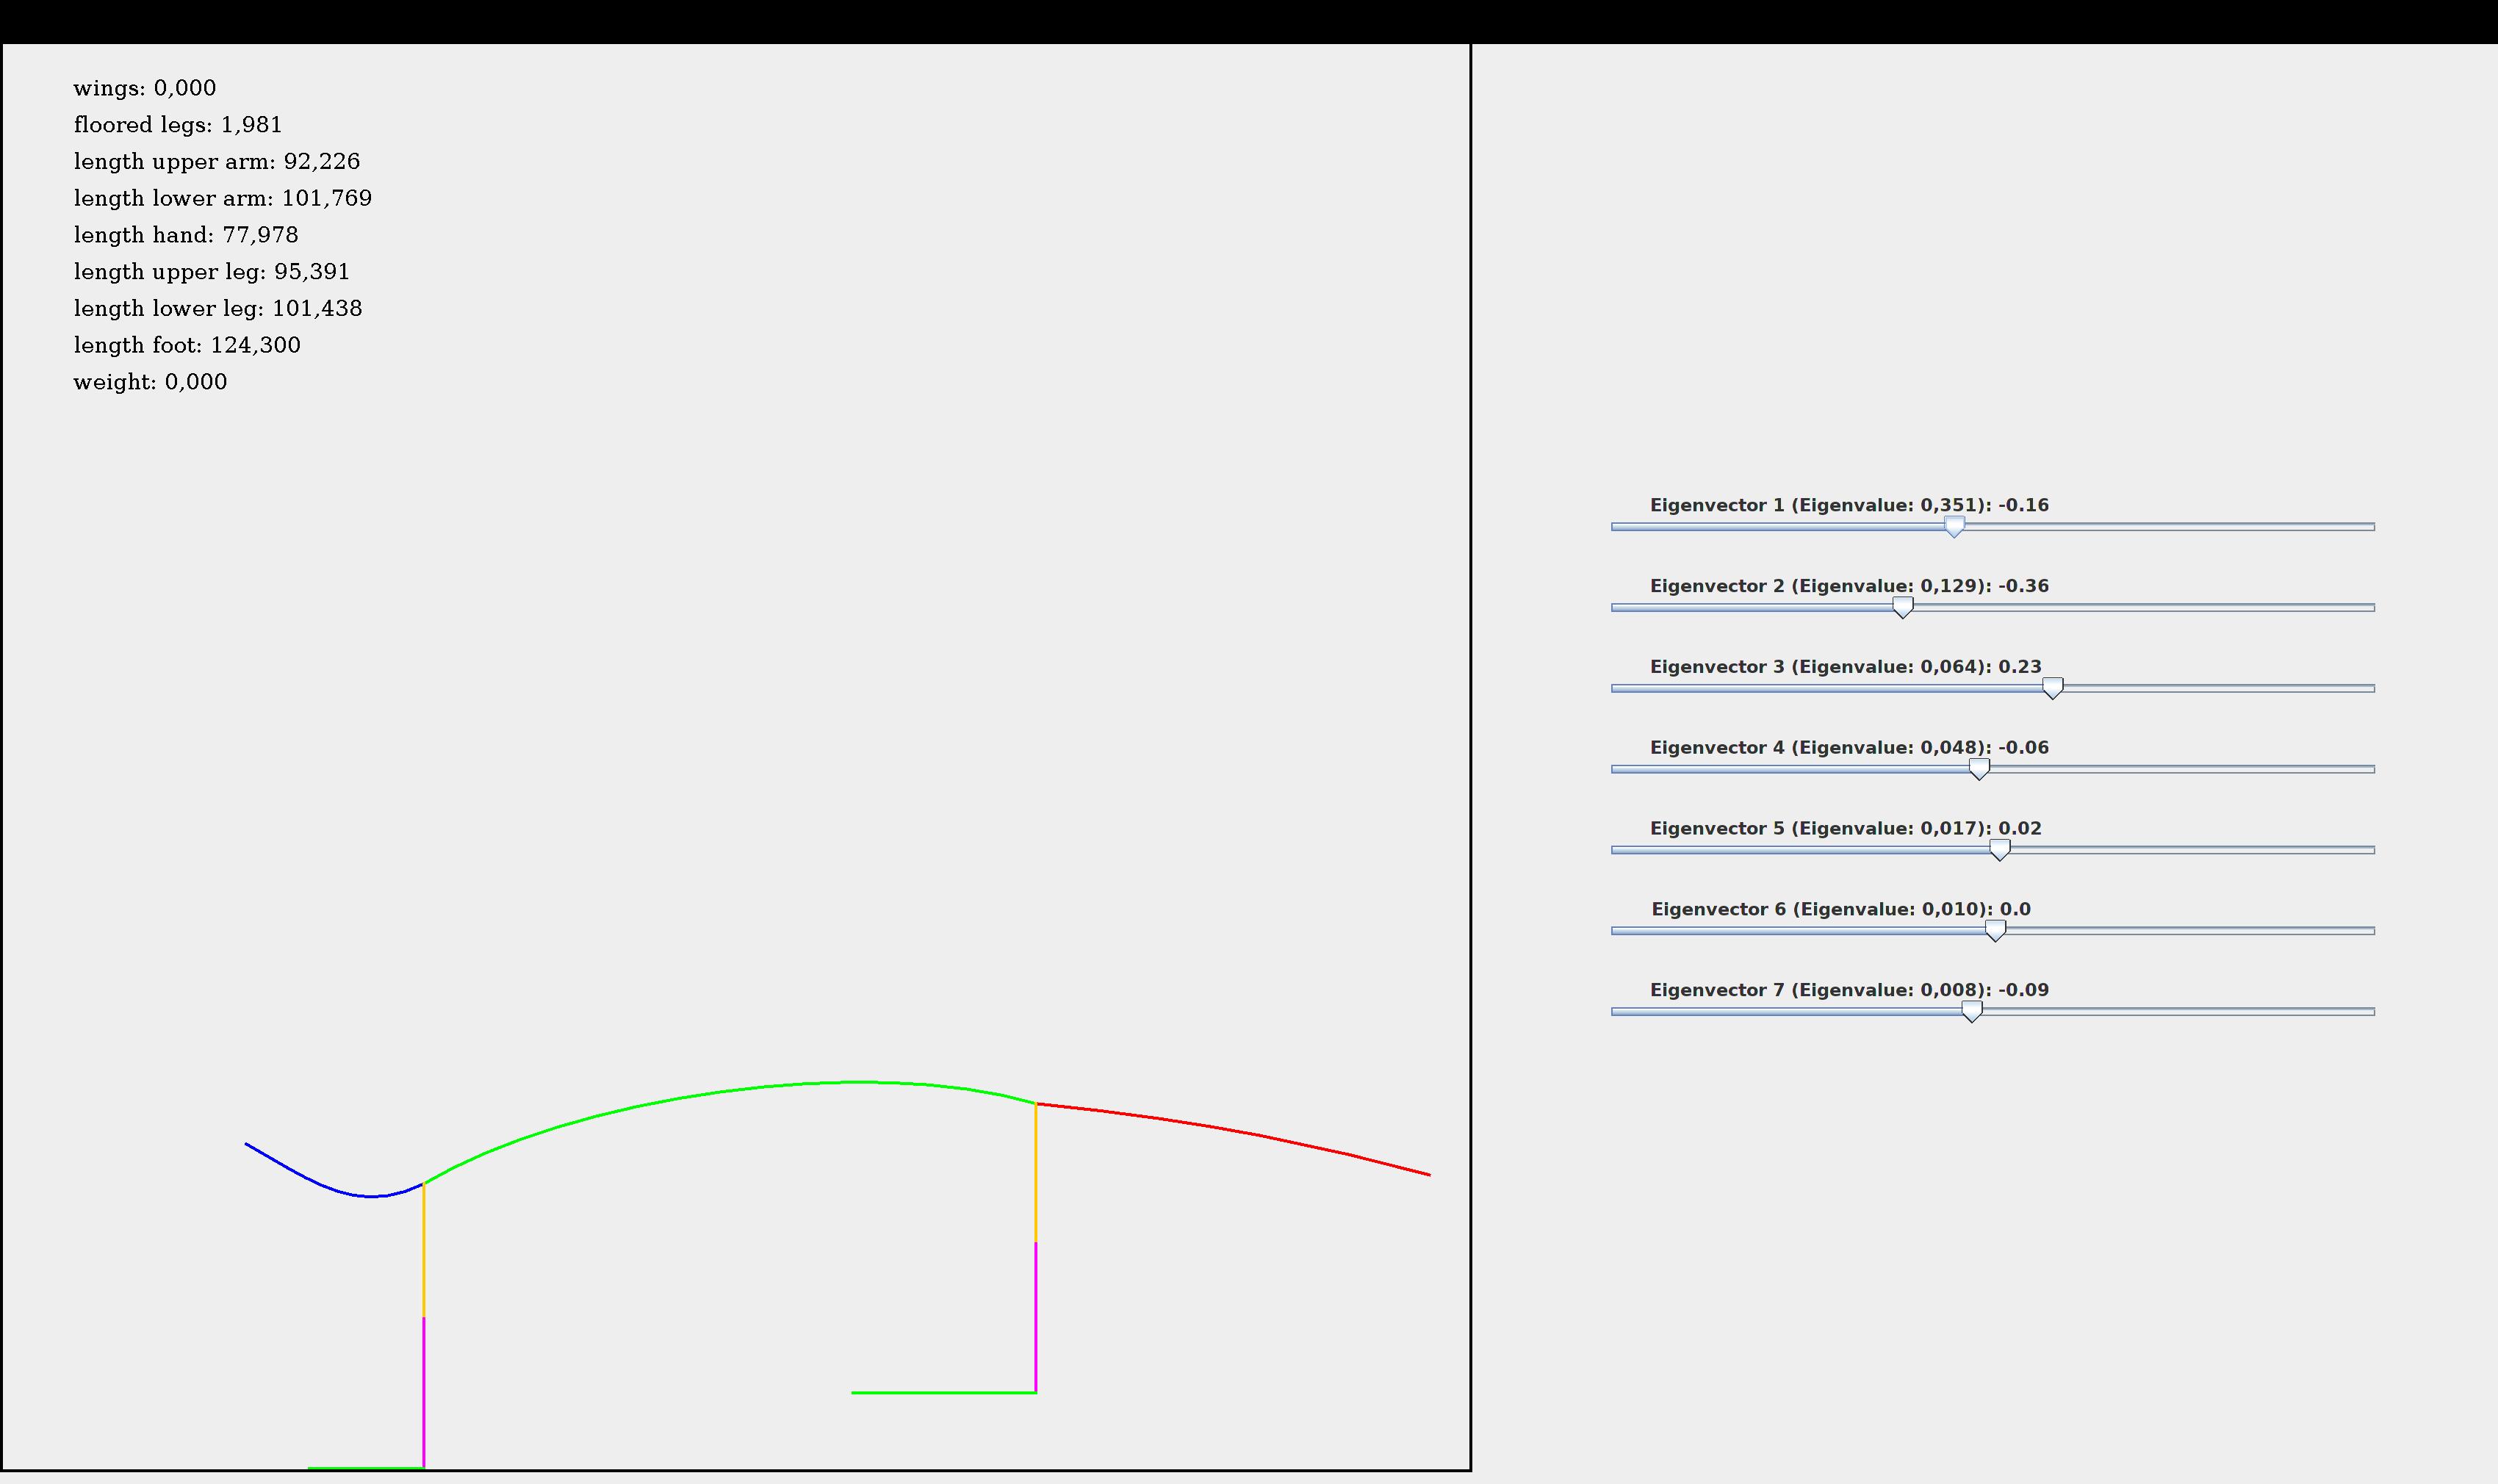 wings: 0,000
floored legs: 1,981
length upper arm: 92,226
length lower arm: 101,769
length hand: 77,978
length upper leg: 95,391
length lower leg: 101,438
length foot: 124,300
weight: 0,000
Eigenvector 1 (Eigenvalue: 0,351): -0.16
Eigenvector 2 (Eigenvalue: 0,129): -0.36
Eigenvector 3 (Eigenvalue: 0,064): 0.23
Eigenvector 4 (Eigenvalue: 0,048): -0.06
Eigenvector 5 (Eigenvalue: 0,017): 0.02
Eigenvector 6 (Eigenvalue: 0,010): 0.0
Eigenvector 7 (Eigenvalue: 0,008): -0.09